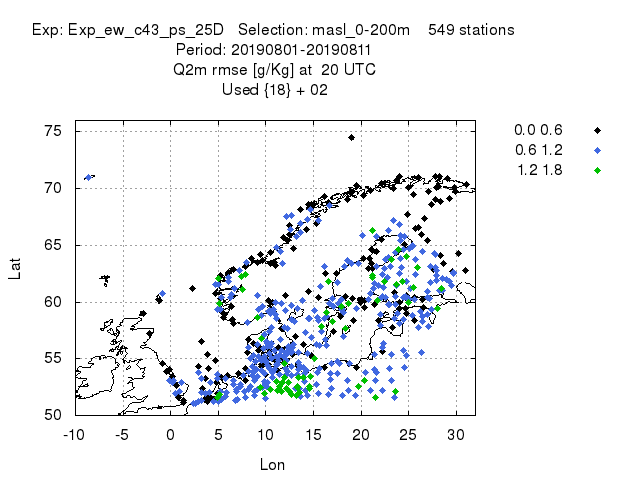 Exp: Exp_ew_c43_ps_25D Selection: masl_0-200m 549 stations
Period: 20190801-20190811
Q2m rmse [g/Kg] at 20 UTC
Used {18} + 02
0.0 0.6
0.6 1.2
1.2 1.8
75
70
65
60
55
50
Lat
-10 -5 0 5 10 15 20 25 30
Lon